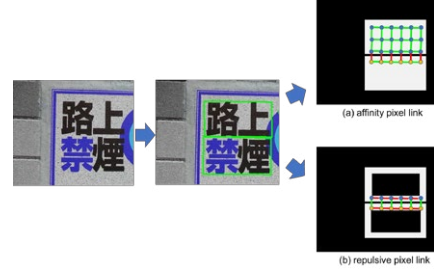 路上
禁煙
路上
禁煙
(a) affinity pixel link
(b) repulsive pixel link